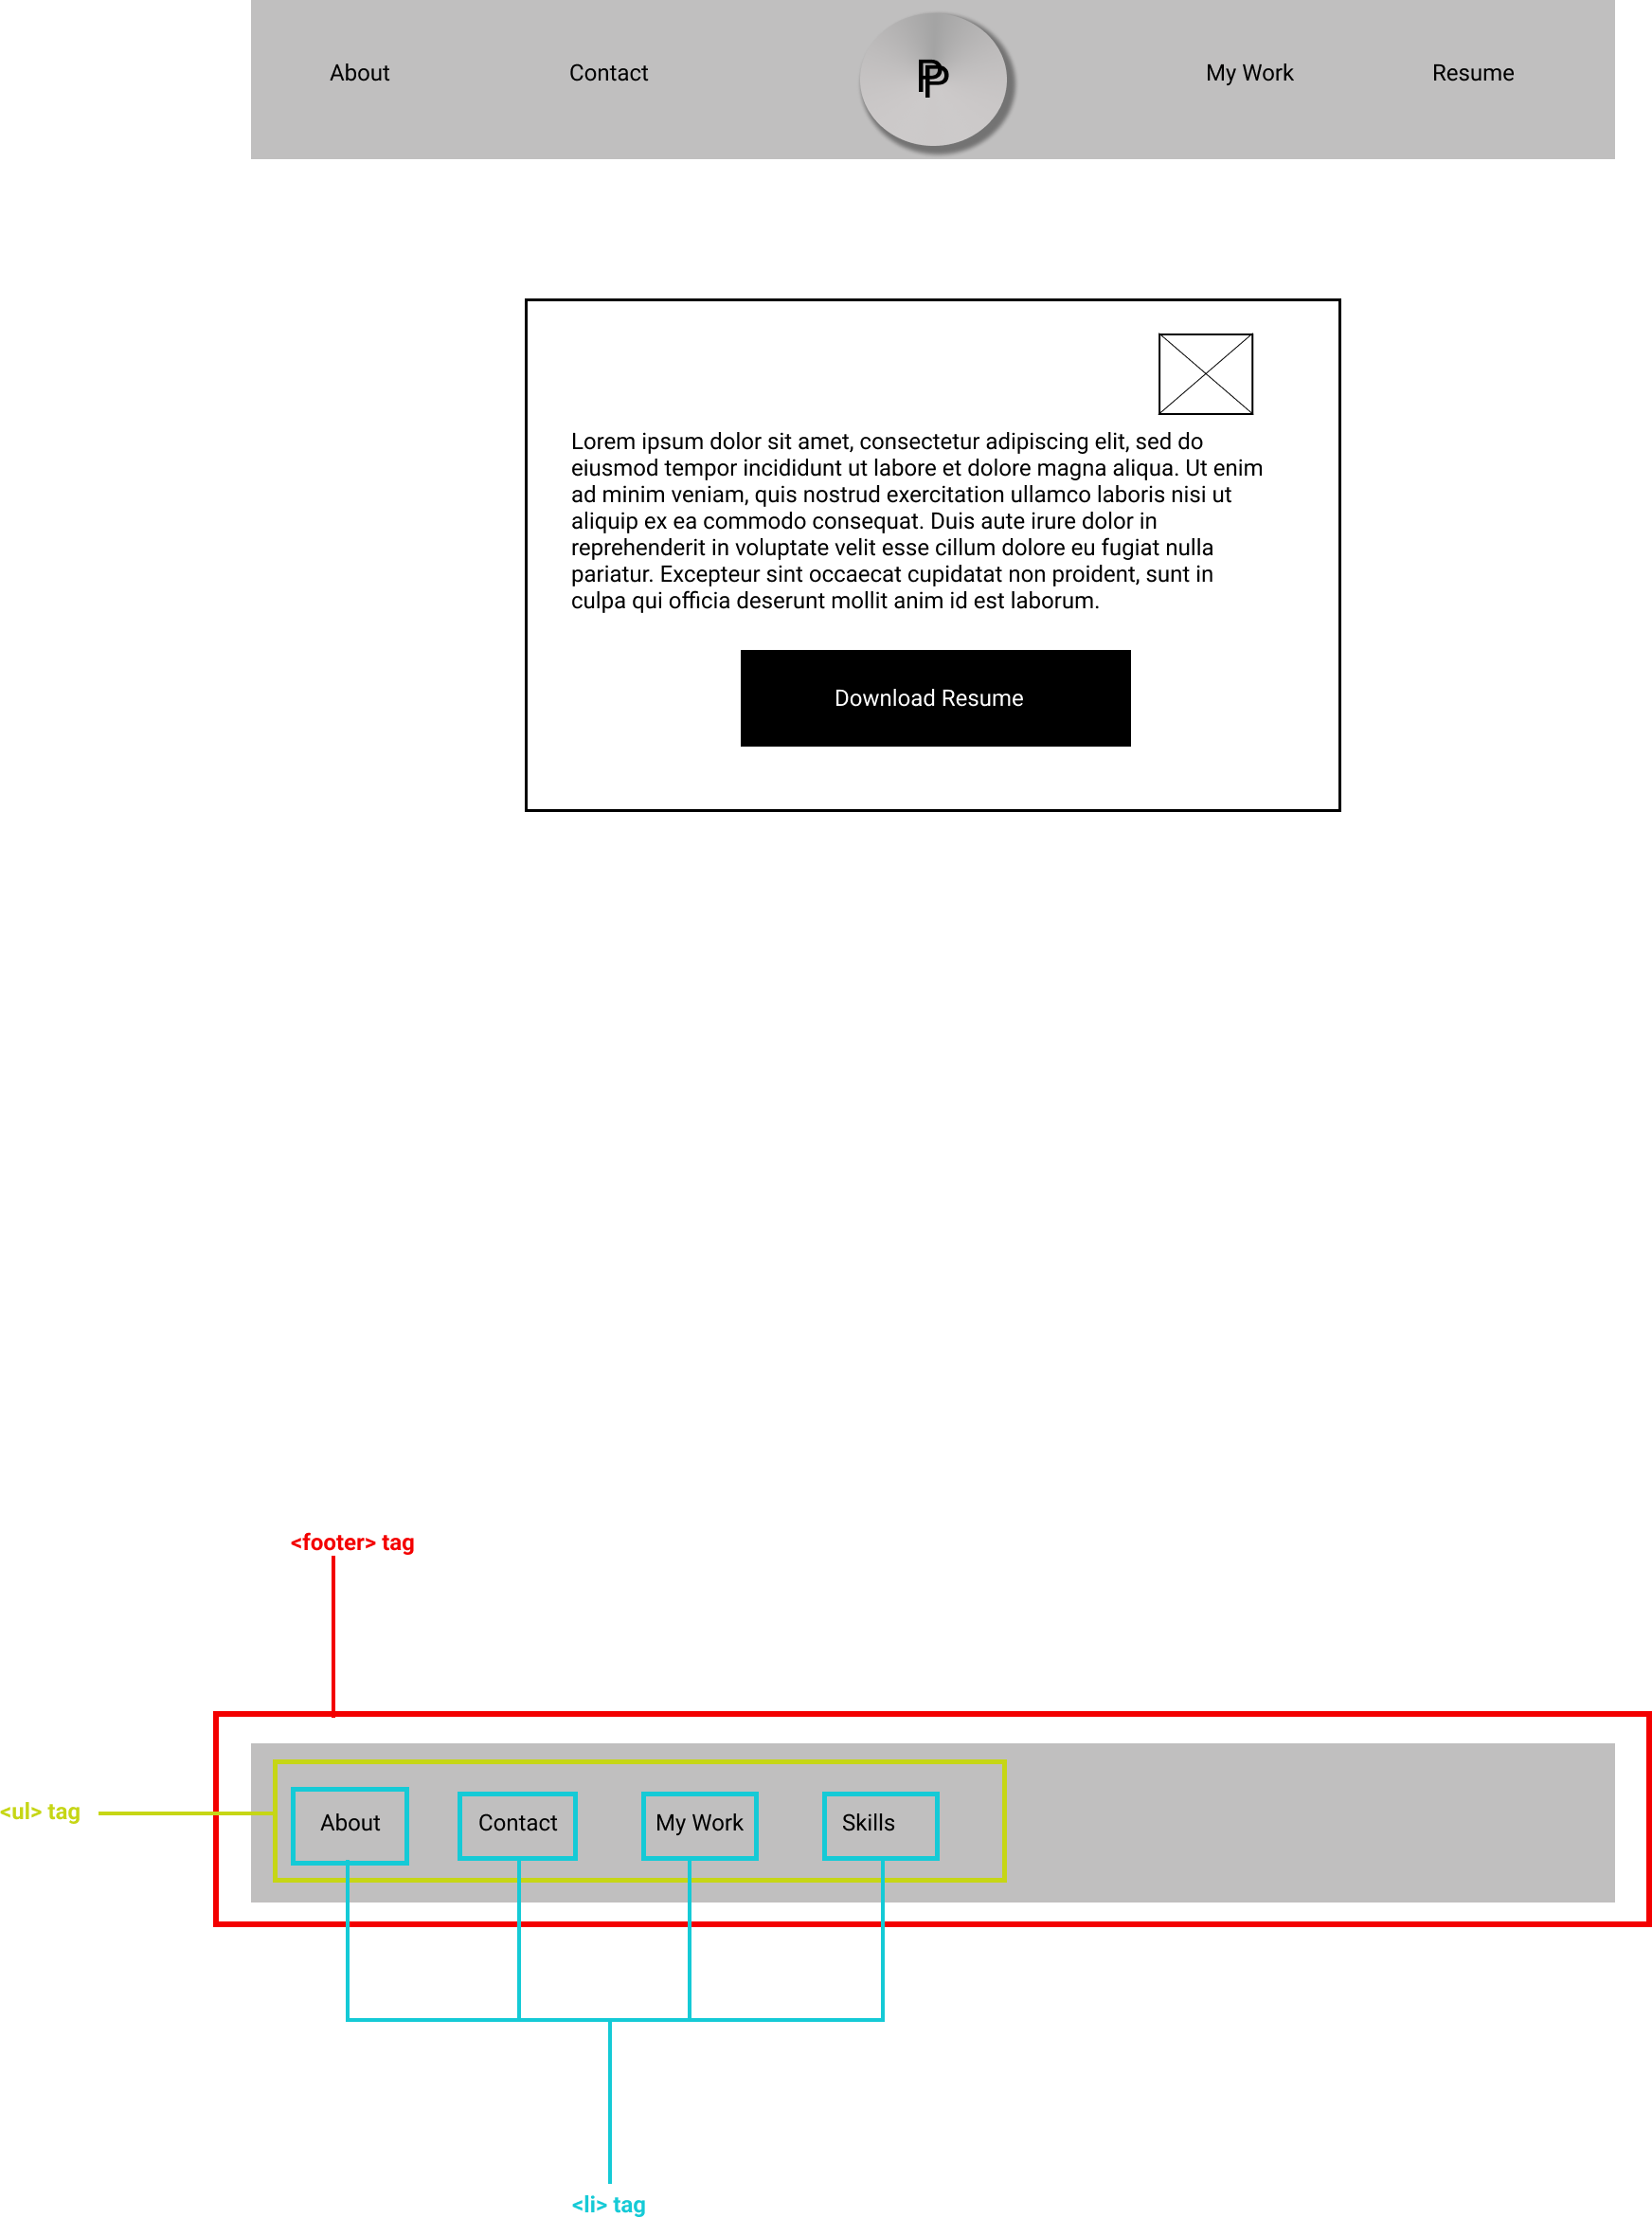 About
Contact
PP
My Work
Resume
Lorem ipsum dolor sit amet, consectetur adipiscing elit, sed do
eiusmod tempor incididunt ut labore et dolore magna aliqua. Ut enim
ad minim veniam, quis nostrud exercitation ullamco laboris nisi ut
aliquip ex ea commodo consequat. Duis aute irure dolor in
reprehenderit in voluptate velit esse cillum dolore eu fugiat nulla
pariatur. Excepteur sint occaecat cupidatat non proident, sunt in
culpa qui officia deserunt mollit anim id est laborum.
Download Resume
<footer> tag
<ul> tag
About
Contact
My Work
Skills
<li> tag